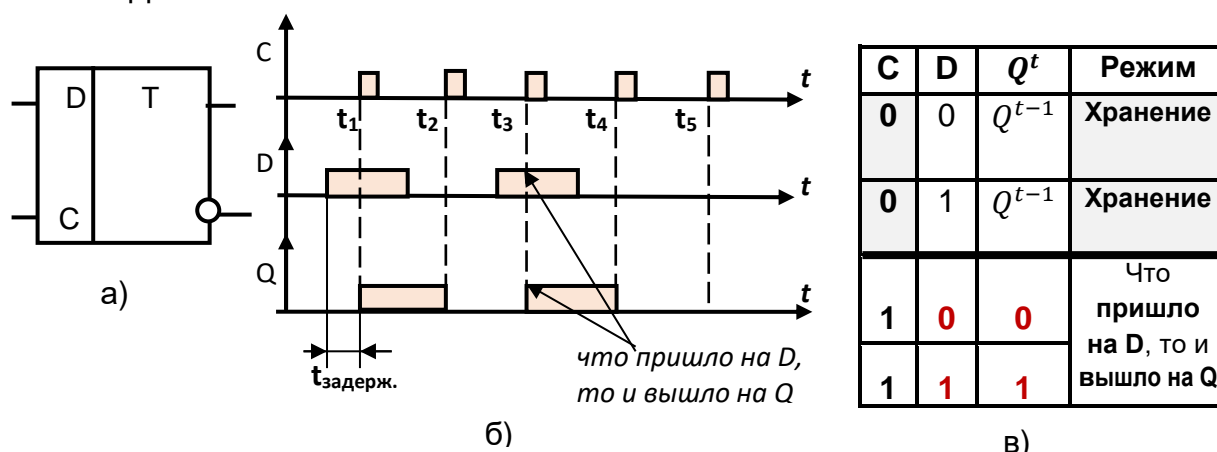 D T
C
а)
C
t
t₁ t₂ t₃ t₄ t₅
D
t
Q
t
tзадерж.
что пришло на D,
то и вышло на Q
б)
C D Qᵗ Режим
0 0 Qᵗ⁻¹ Хранение
0 1 Qᵗ⁻¹ Хранение
1 0 0
1 1 1
Что
пришло
на D, то и
вышло на Q
в)